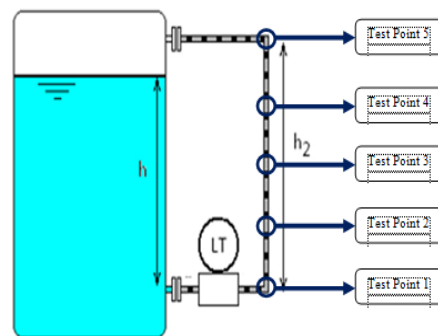 Test Point 5
Test Point 4
h2
Test Point 3
h
Test Point 2
LT
Test Point 1